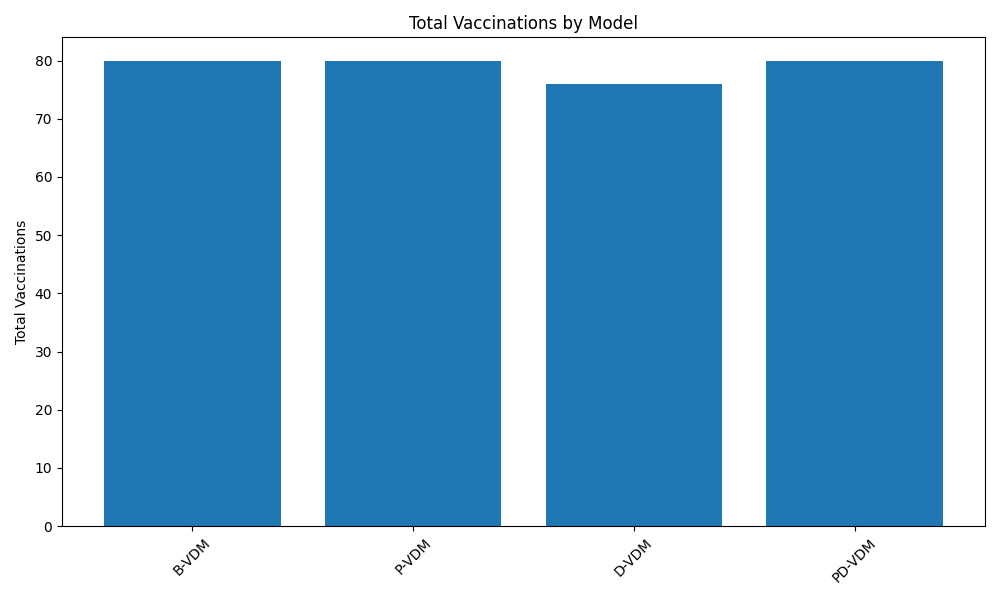 Total Vaccinations by Model
Total Vaccinations
80
70
60
50
40
30
20
10
0
B-VDM
P-VDM
D-VDM
PD-VDM